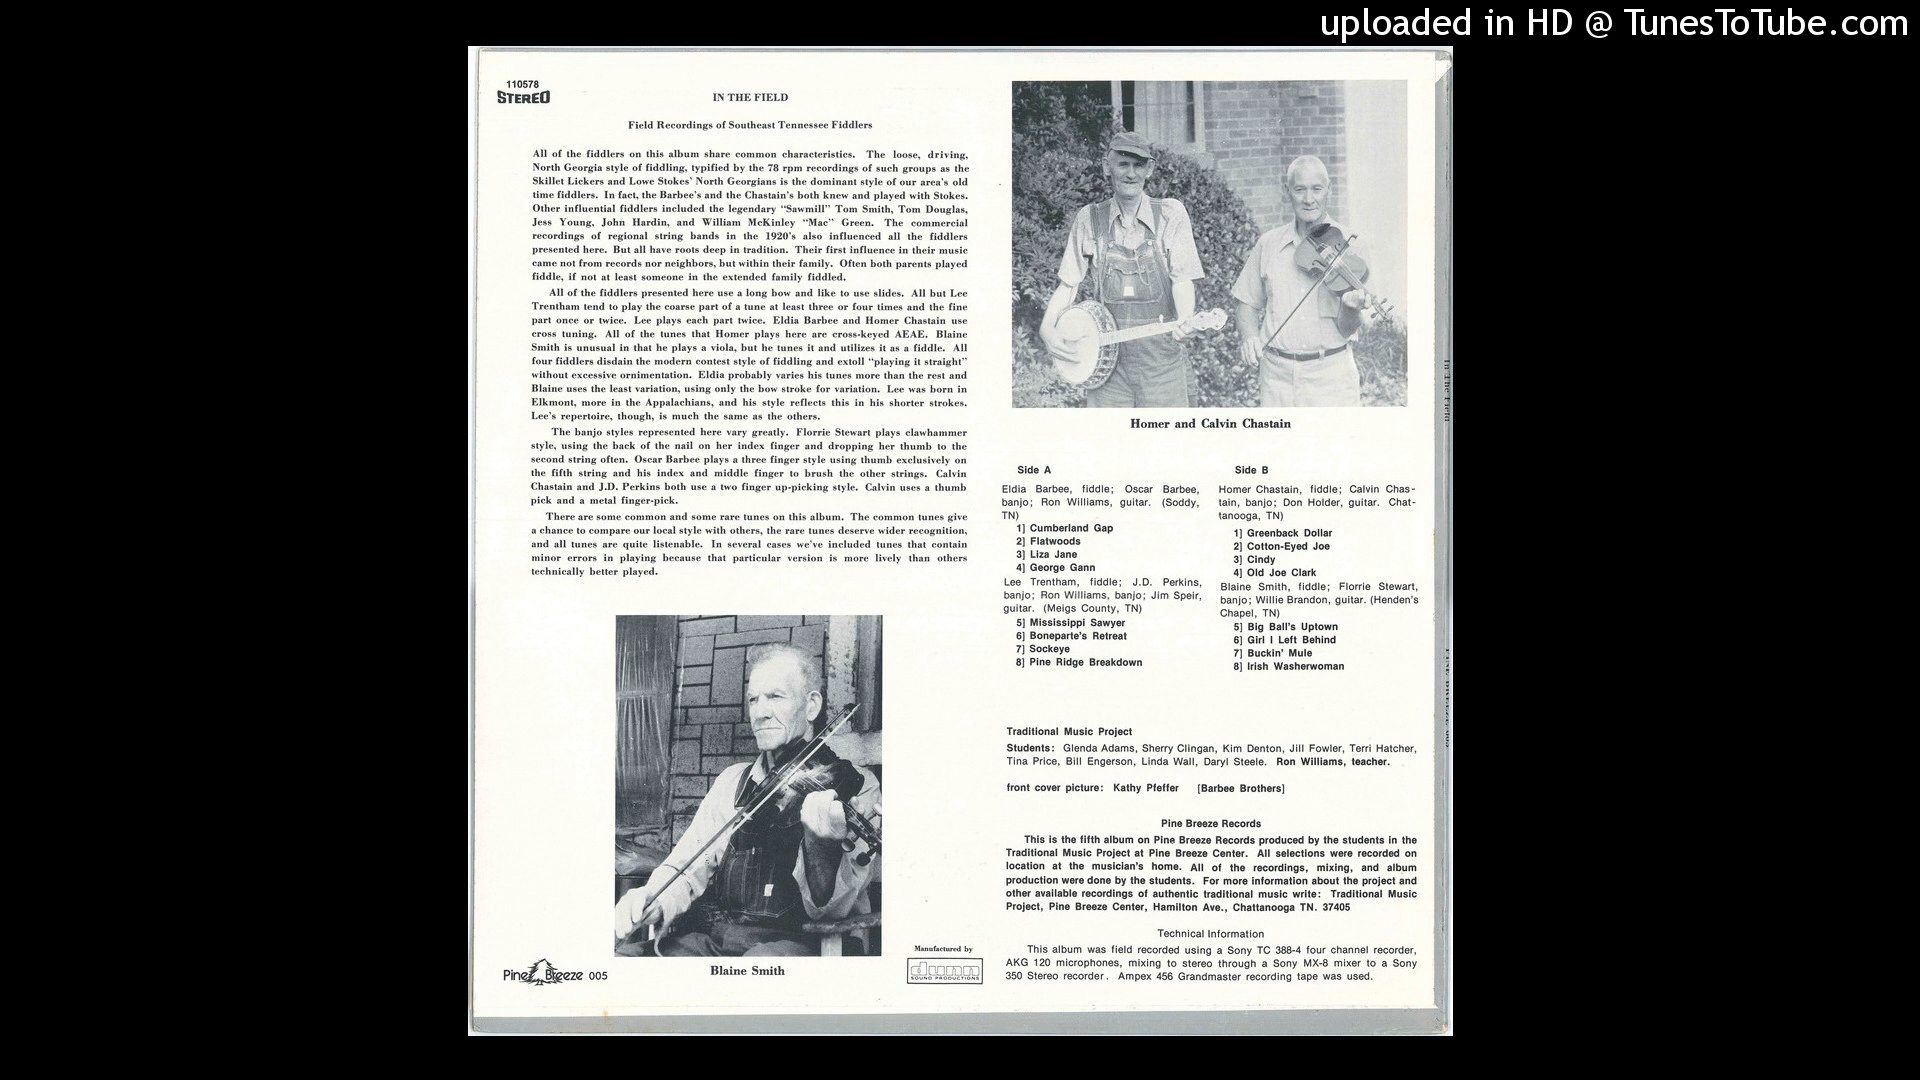 uploaded in HD @ TunesToTube.com
110578
STEREO
IN THE FIELD
Field Recordings of Southeast Tennessee Fiddlers
All of the fiddlers on this album share common characteristics. The loose, driving,
North Georgia style of fiddling, typified by the 78 rpm recordings of such groups as the
Skillet Lickers and Lowe Stokes' North Georgians is the dominant style of our area's old
time fiddlers. In fact, the Barbee's and the Chastain's both knew and played with Stokes.
Other influential fiddlers included the legendary "Sawmill" Tom Smith, Tom Douglas,
Jess Young, John Hardin, and William McKinley "Mac" Green. The commercial
recordings of regional string bands in the 1920's also influenced all the fiddlers
presented here. But all have roots deep in tradition. Their first influence in their music
came not from records nor neighbors, but within their family. Often both parents played
fiddle, if not at least someone in the extended family fiddled.
All of the fiddlers presented here use a long bow and like to use slides. All but Lee
Trentham tend to play the coarse part of a tune at least three or four times and the fine
part once or twice. Lee plays each part twice. Eldia Barbee and Homer Chastain use
cross tuning. All of the tunes that Homer plays here are cross-keyed AEAE. Blaine
Smith is unusual in that he plays a viola, but he tunes it and utilizes it as a fiddle. All
four fiddlers disdain the modern contest style of fiddling and extoll "playing it straight"
without excessive ornimentation. Eldia probably varies his tunes more than the rest and
Blaine uses the least variation, using only the bow stroke for variation. Lee was born in
Elkmont, more in the Appalachians, and his style reflects this in his shorter strokes.
Lee's repertoire, though, is much the same as the others.
The banjo styles represented here vary greatly. Florrie Stewart plays clawhammer
style, using the back of the nail on her index finger and dropping her thumb to the
second string often. Oscar Barbee plays a three finger style using thumb exclusively on
the fifth string and his index and middle finger to brush the other strings. Calvin
Chastain and J.D. Perkins both use a two finger up-picking style. Calvin uses a thumb
pick and a metal finger-pick.
There are some common and some rare tunes on this album. The common tunes give
a chance to compare our local style with others, the rare tunes deserve wider recognition,
and all tunes are quite listenable. In several cases we've included tunes that contain
minor errors in playing because that particular version is more lively than others
technically better played.
Blaine Smith
Pine Breeze 005
Manufactured by
dunn
SOUND PRODUCTIONS
Homer and Calvin Chastain
Side A
Eldia Barbee, fiddle; Oscar Barbee,
banjo; Ron Williams, guitar. (Soddy,
TN)
1] Cumberland Gap
2] Flatwoods
3] Liza Jane
4] George Gann
Lee Trentham, fiddle; J.D. Perkins,
banjo; Ron Williams, banjo; Jim Speir,
guitar. (Meigs County, TN)
5] Mississippi Sawyer
6] Boneparte's Retreat
7] Sockeye
8] Pine Ridge Breakdown
Side B
Homer Chastain, fiddle; Calvin Chas-
tain, banjo; Don Holder, guitar. Chat-
tanooga, TN)
1] Greenback Dollar
2] Cotton-Eyed Joe
3] Cindy
4] Old Joe Clark
Blaine Smith, fiddle; Florrie Stewart,
banjo; Willie Brandon, guitar. (Henden's
Chapel, TN)
5] Big Ball's Uptown
6] Girl I Left Behind
7] Buckin' Mule
8] Irish Washerwoman
Traditional Music Project
Students: Glenda Adams, Sherry Clingan, Kim Denton, Jill Fowler, Terri Hatcher,
Tina Price, Bill Engerson, Linda Wall, Daryl Steele. Ron Williams, teacher.
front cover picture: Kathy Pfeffer [Barbee Brothers]
Pine Breeze Records
This is the fifth album on Pine Breeze Records produced by the students in the
Traditional Music Project at Pine Breeze Center. All selections were recorded on
location at the musician's home. All of the recordings, mixing, and album
production were done by the students. For more information about the project and
other available recordings of authentic traditional music write: Traditional Music
Project, Pine Breeze Center, Hamilton Ave., Chattanooga TN. 37405
Technical Information
This album was field recorded using a Sony TC 388-4 four channel recorder,
AKG 120 microphones, mixing to stereo through a Sony MX-8 mixer to a Sony
350 Stereo recorder. Ampex 456 Grandmaster recording tape was used.
In The Field